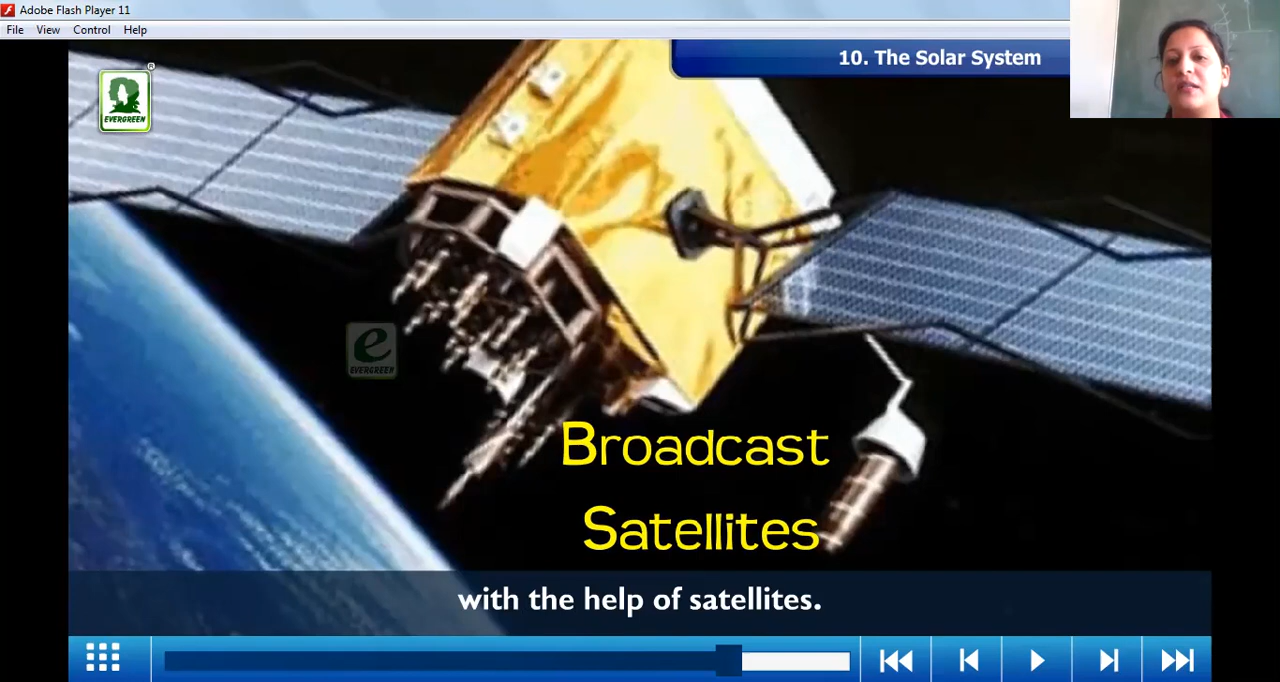 Adobe Flash Player 11
File View Control Help
10. The Solar System
EVERGREEN
EVERGREEN
Broadcast
Satellites
with the help of satellites.